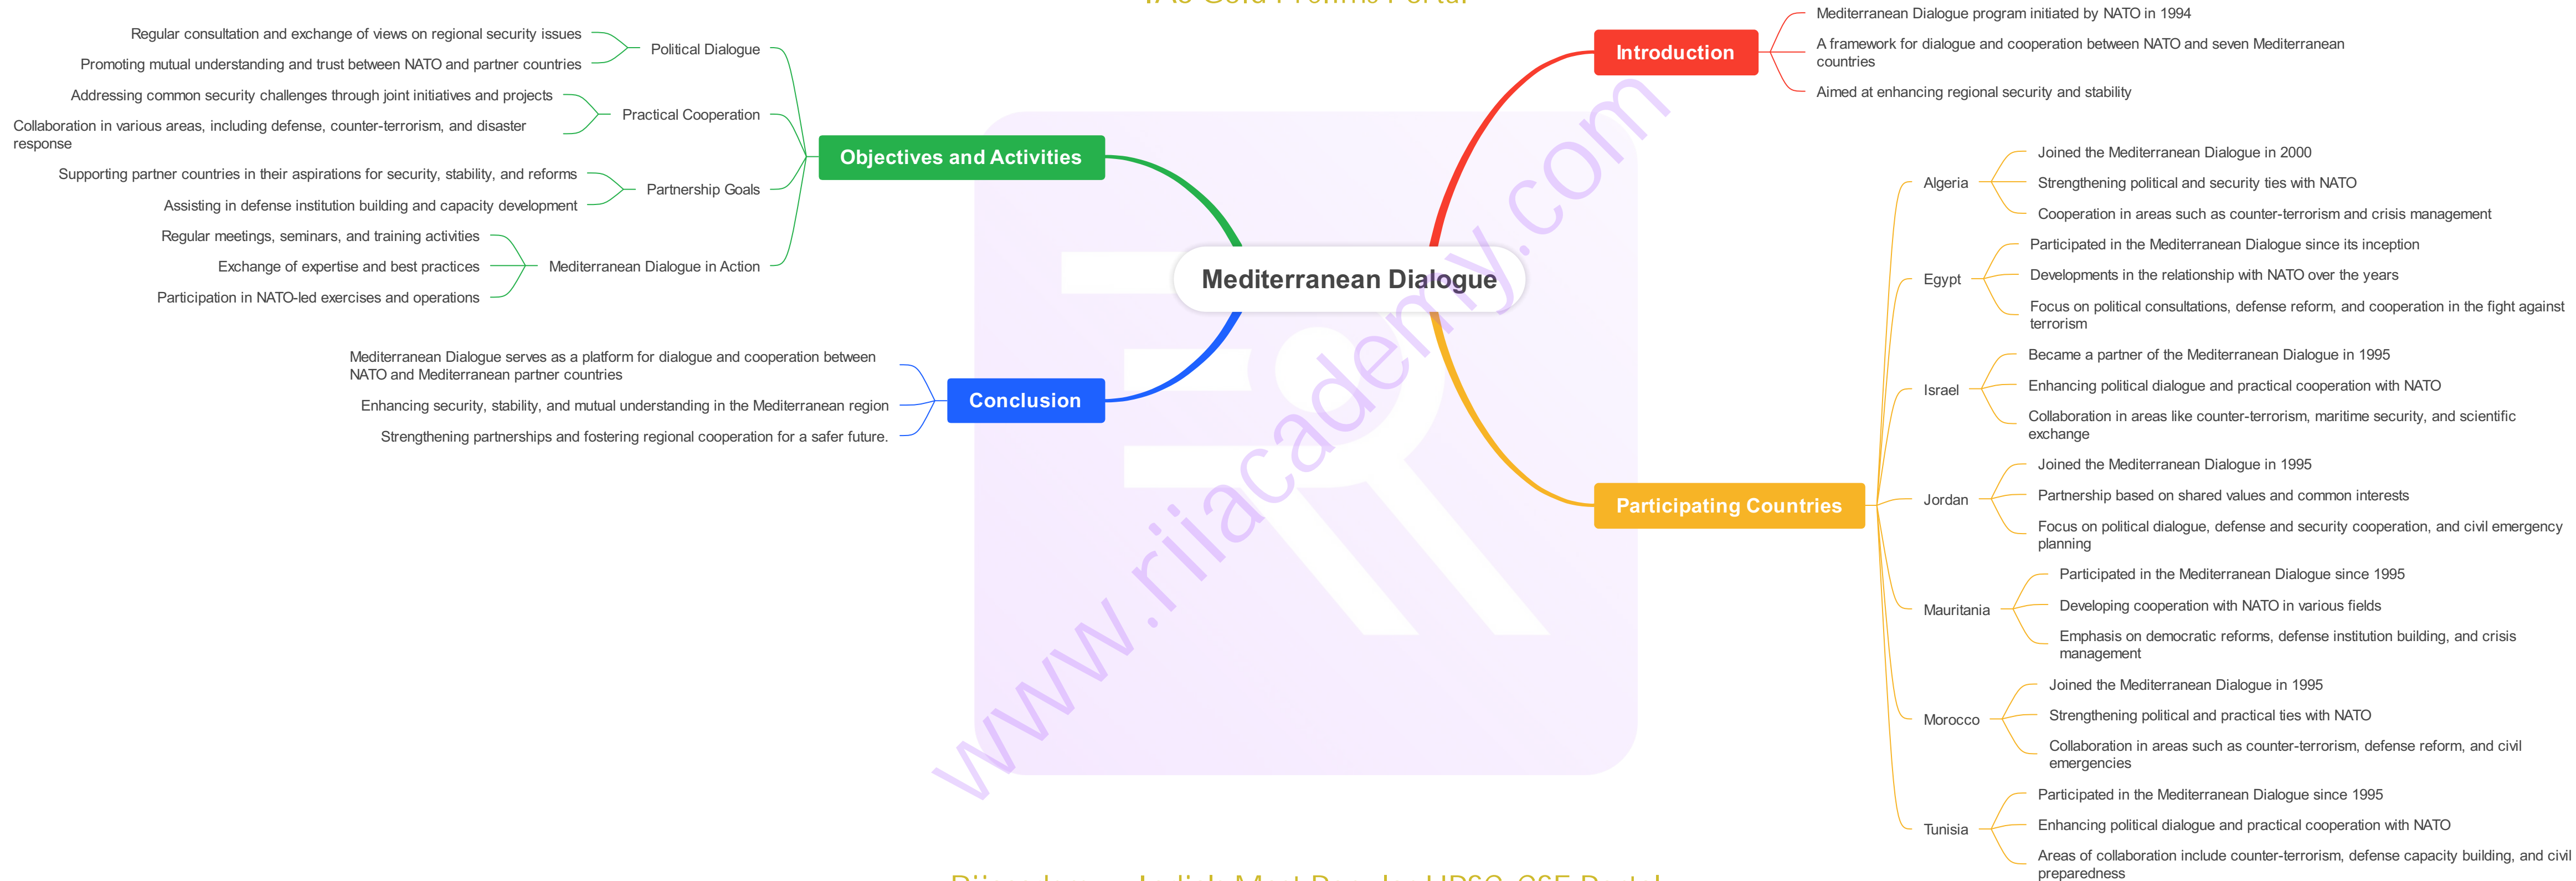 Mediterranean Dialogue
Introduction
Mediterranean Dialogue program initiated by NATO in 1994
A framework for dialogue and cooperation between NATO and seven Mediterranean
countries
Aimed at enhancing regional security and stability
Participating Countries
Algeria
Joined the Mediterranean Dialogue in 2000
Strengthening political and security ties with NATO
Cooperation in areas such as counter-terrorism and crisis management
Egypt
Participated in the Mediterranean Dialogue since its inception
Developments in the relationship with NATO over the years
Focus on political consultations, defense reform, and cooperation in the fight against
terrorism
Israel
Became a partner of the Mediterranean Dialogue in 1995
Enhancing political dialogue and practical cooperation with NATO
Collaboration in areas like counter-terrorism, maritime security, and scientific
exchange
Jordan
Joined the Mediterranean Dialogue in 1995
Partnership based on shared values and common interests
Focus on political dialogue, defense and security cooperation, and civil emergency
planning
Mauritania
Participated in the Mediterranean Dialogue since 1995
Developing cooperation with NATO in various fields
Emphasis on democratic reforms, defense institution building, and crisis
management
Morocco
Joined the Mediterranean Dialogue in 1995
Strengthening political and practical ties with NATO
Collaboration in areas such as counter-terrorism, defense reform, and civil
emergencies
Tunisia
Participated in the Mediterranean Dialogue since 1995
Enhancing political dialogue and practical cooperation with NATO
Areas of collaboration include counter-terrorism, defense capacity building, and civil
preparedness
Objectives and Activities
Political Dialogue
Regular consultation and exchange of views on regional security issues
Promoting mutual understanding and trust between NATO and partner countries
Practical Cooperation
Addressing common security challenges through joint initiatives and projects
Collaboration in various areas, including defense, counter-terrorism, and disaster
response
Partnership Goals
Supporting partner countries in their aspirations for security, stability, and reforms
Assisting in defense institution building and capacity development
Mediterranean Dialogue in Action
Regular meetings, seminars, and training activities
Exchange of expertise and best practices
Participation in NATO-led exercises and operations
Conclusion
Mediterranean Dialogue serves as a platform for dialogue and cooperation between
NATO and Mediterranean partner countries
Enhancing security, stability, and mutual understanding in the Mediterranean region
Strengthening partnerships and fostering regional cooperation for a safer future.
www.riiacademy.com